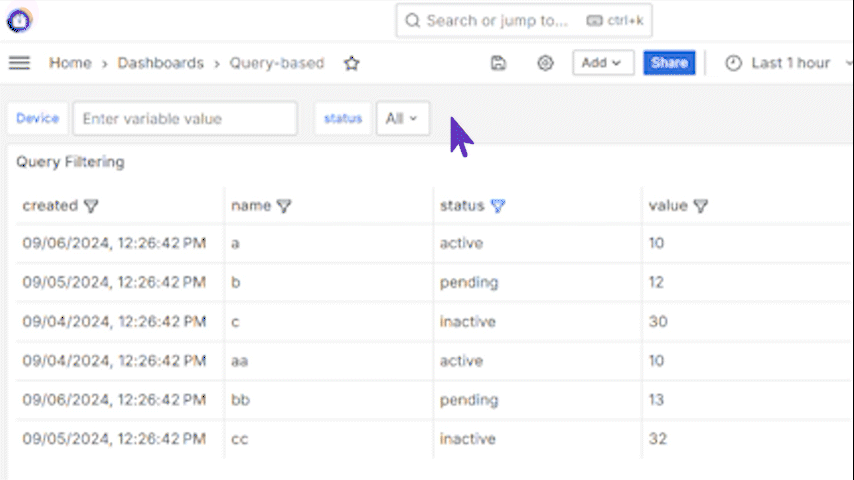 Search or jump to... ctrl+k
Home › Dashboards › Query-based Add Share Last 1 hour
Device Enter variable value status All
Query Filtering
created name status value
09/06/2024, 12:26:42 PM a active 10
09/05/2024, 12:26:42 PM b pending 12
09/04/2024, 12:26:42 PM c inactive 30
09/04/2024, 12:26:42 PM aa active 10
09/06/2024, 12:26:42 PM bb pending 13
09/05/2024, 12:26:42 PM cc inactive 32